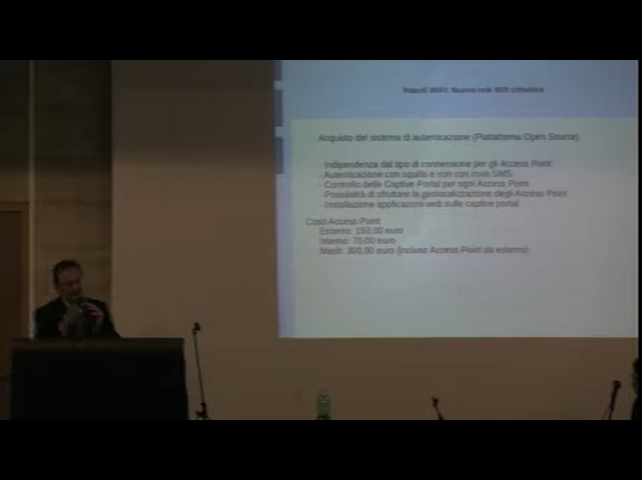 Napoli WiFi: Nuova rete Wifi cittadina
Acquisto del sistema di autenticazione (Piattaforma Open Source)
- Indipendenza dal tipo di connessione per gli Access Point
- Autenticazione con squillo e non con invio SMS
- Controllo delle Captive Portal per ogni Access Point
- Possibilità di sfruttare la geolocalizzazione degli Access Point
- Installazione applicazioni web sulle captive portal
Costi Access Point
Esterno: 150,00 euro
Interno: 70,00 euro
Mesh: 300,00 euro (incluso Access Point da esterno)